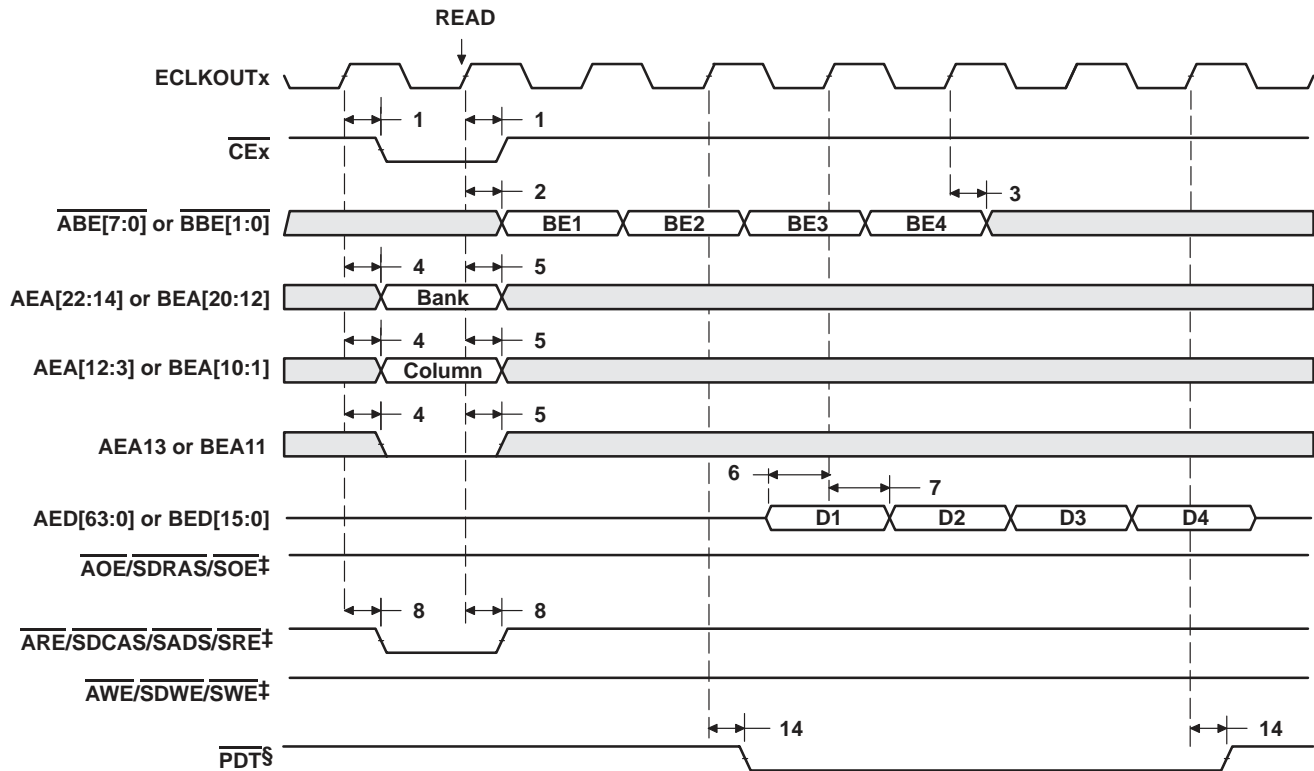 READ
ECLKOUTx
1 1
CEx
2 3
ABE[7:0] or BBE[1:0] BE1 BE2 BE3 BE4
4 5
AEA[22:14] or BEA[20:12] Bank
4 5
AEA[12:3] or BEA[10:1] Column
4 5
AEA13 or BEA11
6 7
AED[63:0] or BED[15:0] D1 D2 D3 D4
AOE/SDRAS/SOE‡
8 8
ARE/SDCAS/SADS/SRE‡
AWE/SDWE/SWE‡
14 14
PDT§